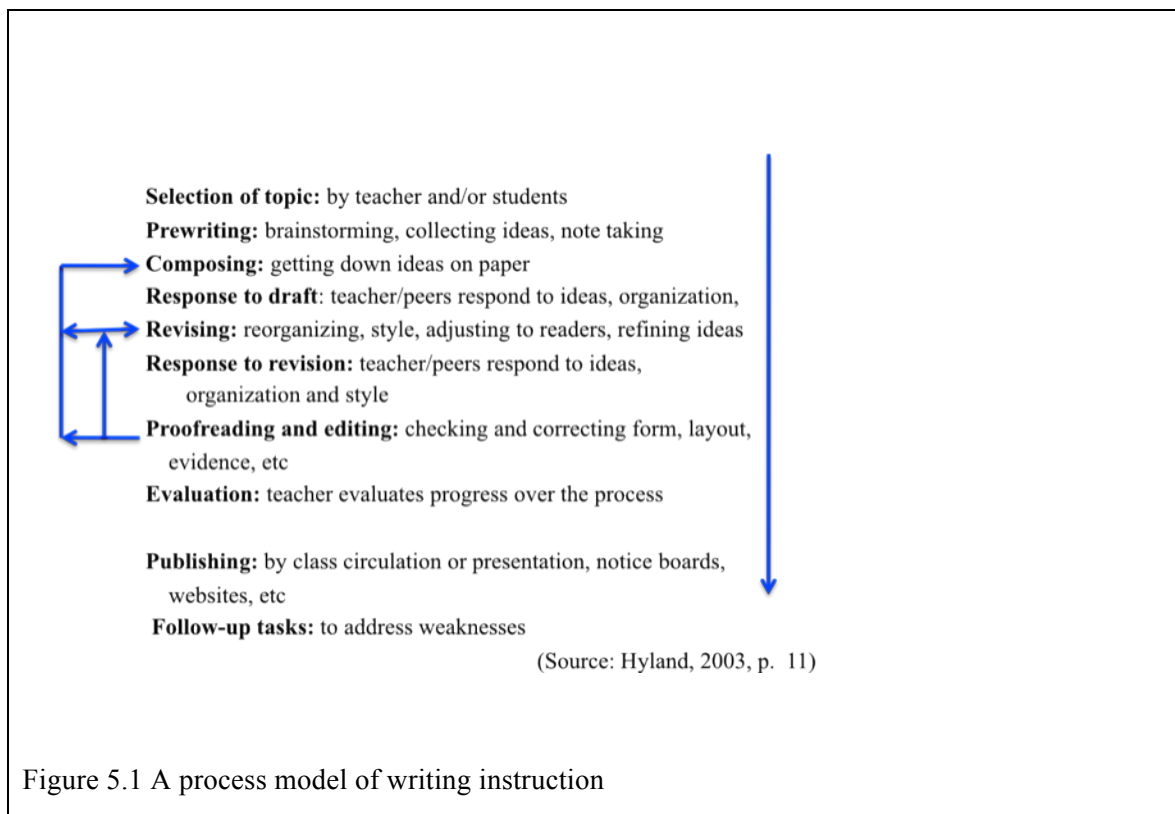 Selection of topic: by teacher and/or students
Prewriting: brainstorming, collecting ideas, note taking
Composing: getting down ideas on paper
Response to draft: teacher/peers respond to ideas, organization,
Revising: reorganizing, style, adjusting to readers, refining ideas
Response to revision: teacher/peers respond to ideas,
organization and style
Proofreading and editing: checking and correcting form, layout,
evidence, etc
Evaluation: teacher evaluates progress over the process
Publishing: by class circulation or presentation, notice boards,
websites, etc
Follow-up tasks: to address weaknesses
(Source: Hyland, 2003, p. 11)
Figure 5.1 A process model of writing instruction